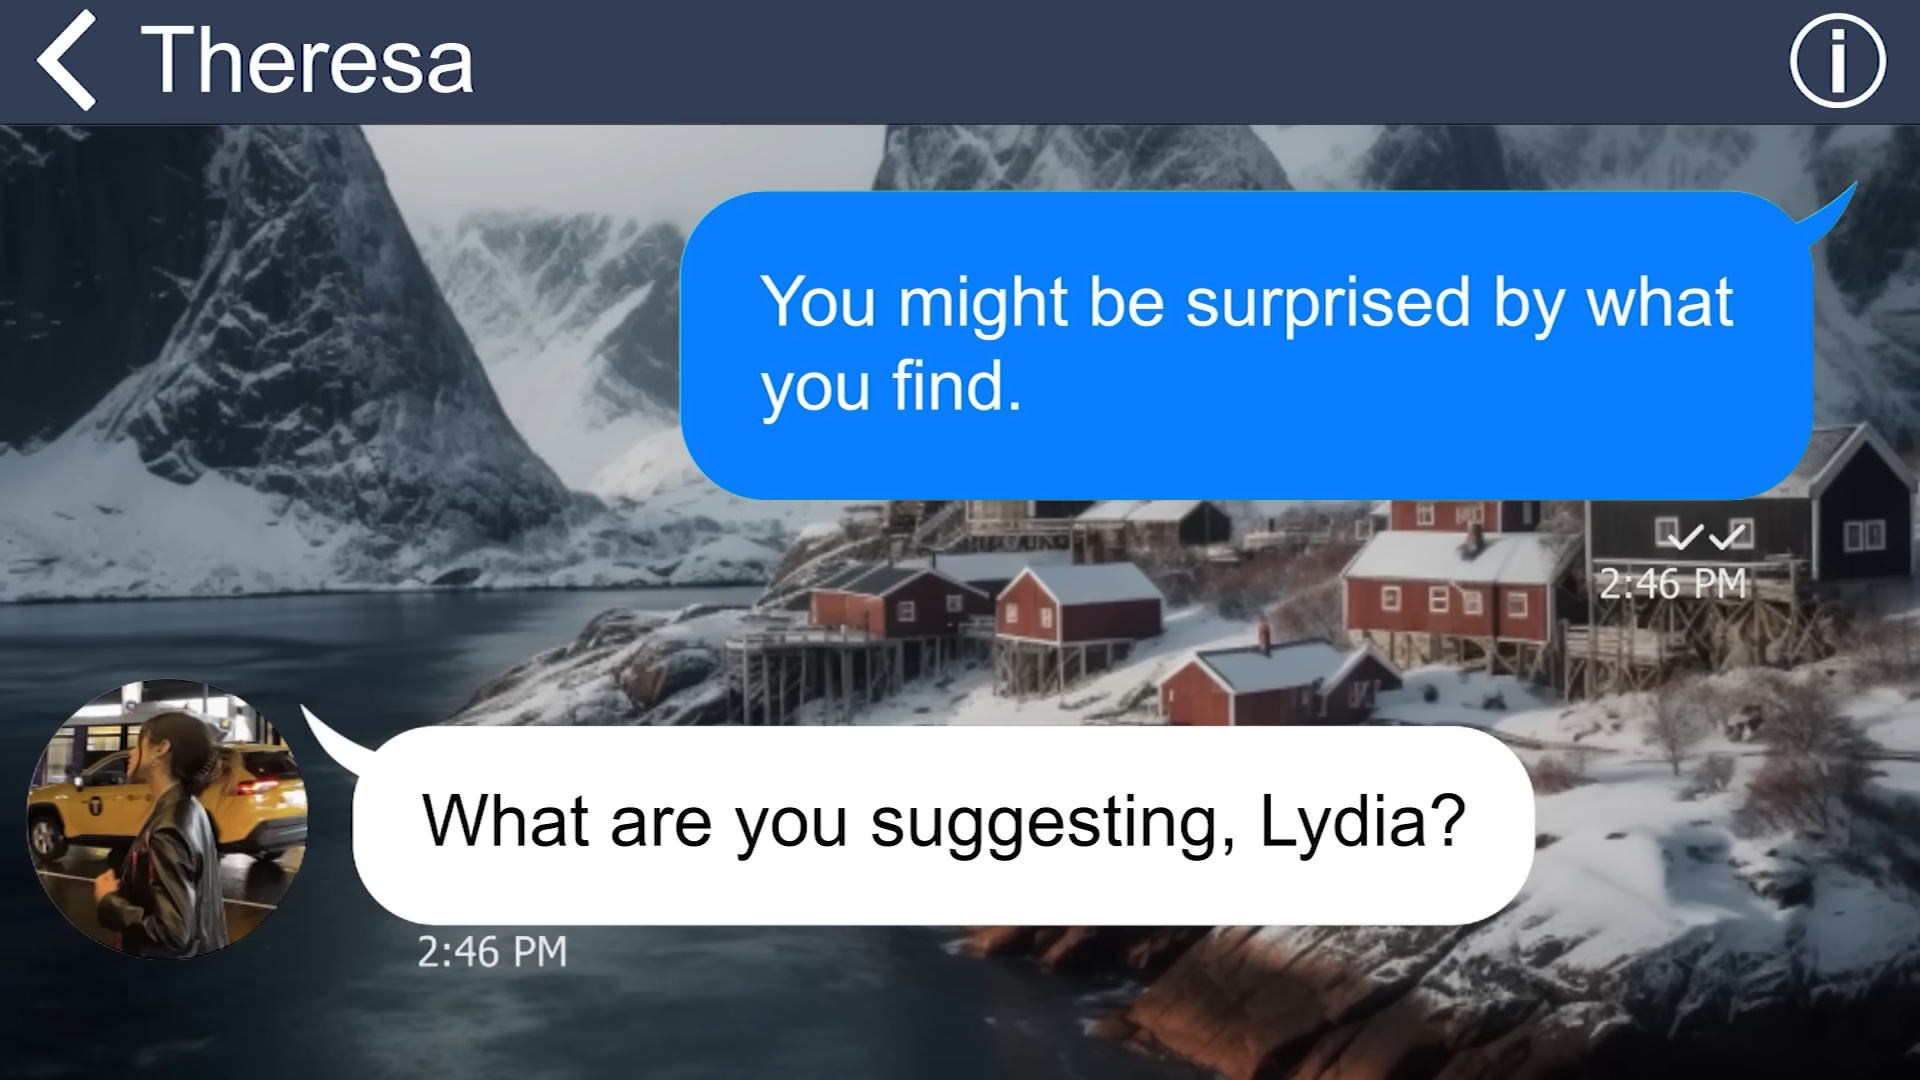 Theresa
You might be surprised by what
you find.
2:46 PM
What are you suggesting, Lydia?
2:46 PM